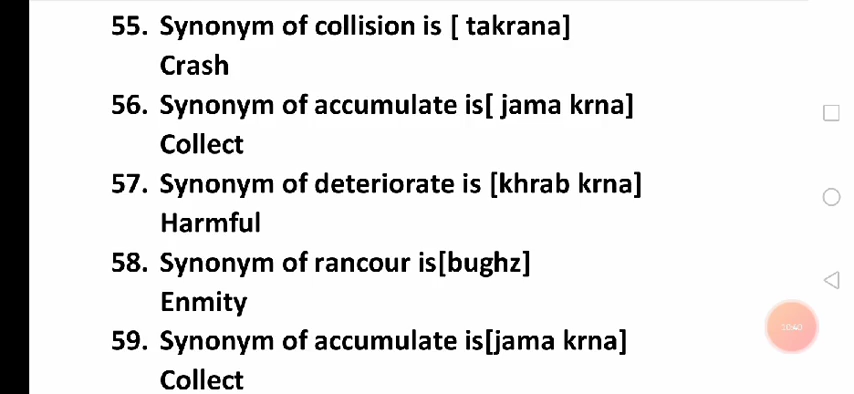 55. Synonym of collision is [ takrana]
Crash
56. Synonym of accumulate is[ jama krna]
Collect
57. Synonym of deteriorate is [khrab krna]
Harmful
58. Synonym of rancour is[bughz]
Enmity
59. Synonym of accumulate is[jama krna]
Collect